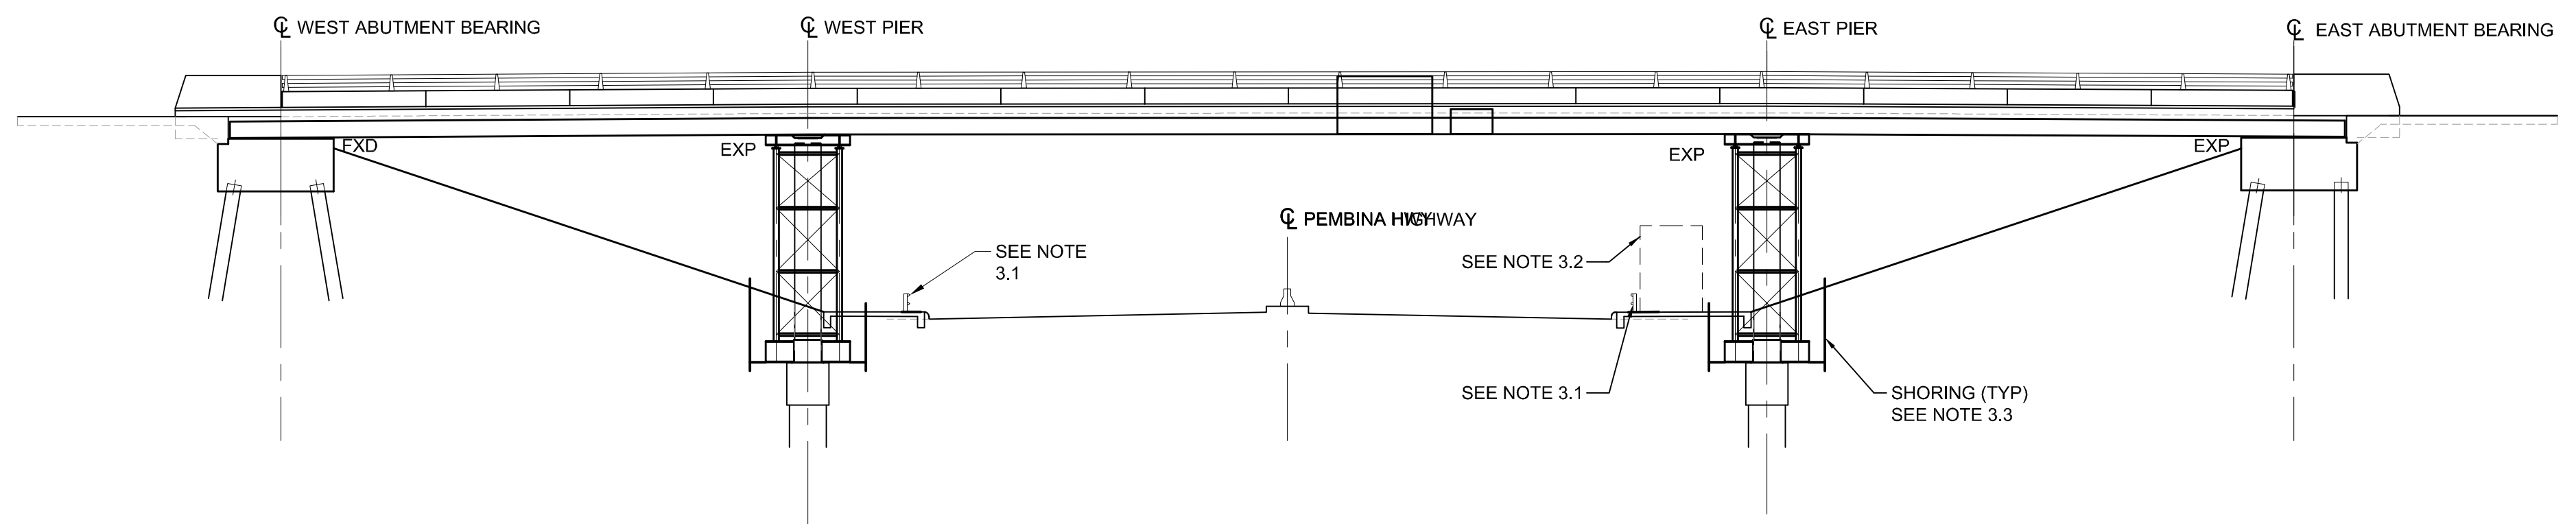 ℄ WEST ABUTMENT BEARING
℄ WEST PIER
℄ EAST PIER
℄ EAST ABUTMENT BEARING
FXD
EXP
EXP
EXP
℄ PEMBINA HIGHWAY
SEE NOTE
3.1
SEE NOTE 3.2
SEE NOTE 3.1
SHORING (TYP)
SEE NOTE 3.3